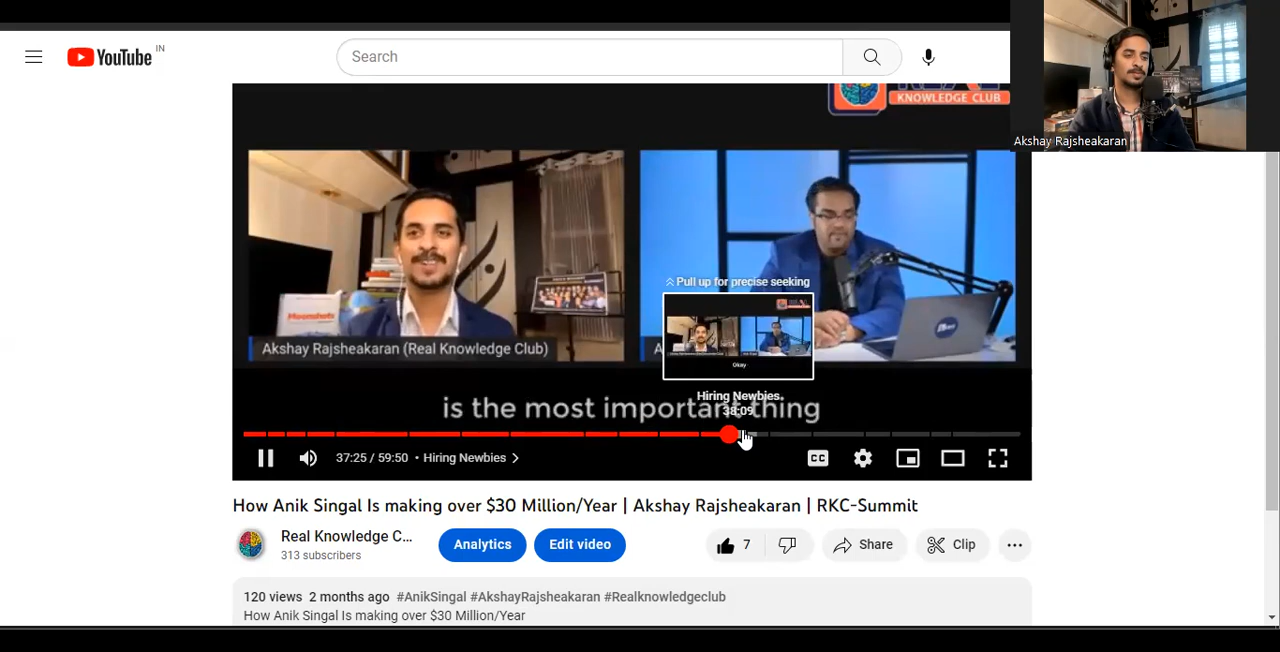 YouTube IN
Search
KNOWLEDGE CLUB
Akshay Rajsheakaran
Moonshots
Akshay Rajsheakaran (Real Knowledge Club)
A
Pull up for precise seeking
Okay
Hiring Newbies
38:09
is the most important thing
37:25 / 59:50 • Hiring Newbies
CC
How Anik Singal Is making over $30 Million/Year | Akshay Rajsheakaran | RKC-Summit
Real Knowledge C...
313 subscribers
Analytics
Edit video
7
Share
Clip
120 views 2 months ago #AnikSingal #AkshayRajsheakaran #Realknowledgeclub
How Anik Singal Is making over $30 Million/Year